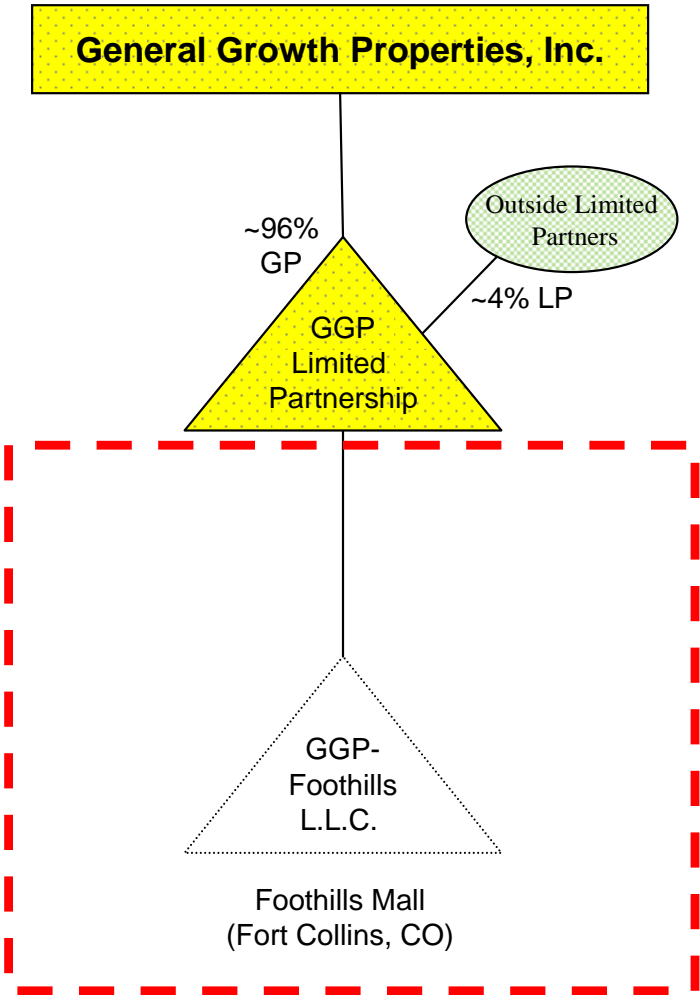 General Growth Properties, Inc.
Outside Limited
Partners
~96%
GP
~4% LP
GGP
Limited
Partnership
GGP-
Foothills
L.L.C.
Foothills Mall
(Fort Collins, CO)